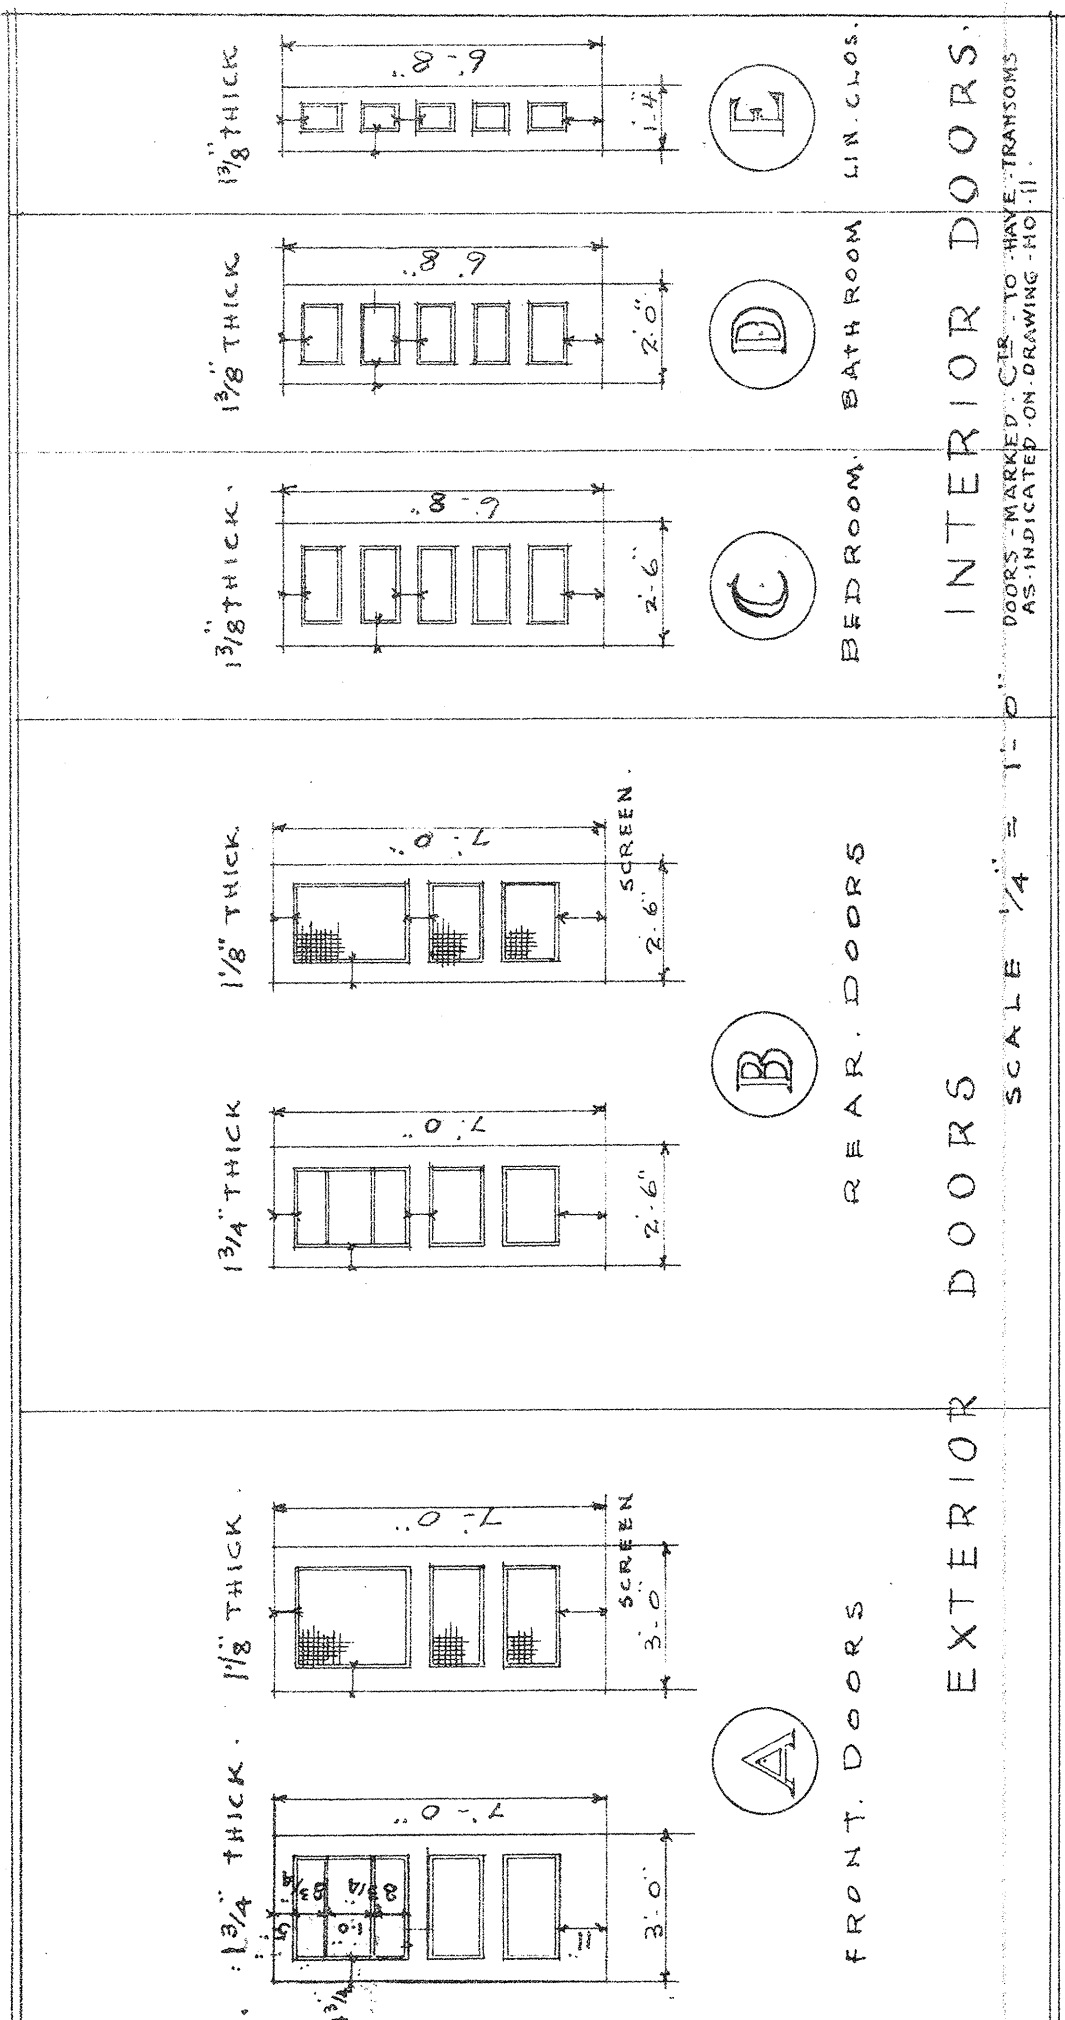 1 3/4" THICK.
1 1/8" THICK.
1 3/4" THICK
1 1/8" THICK.
1 3/8" THICK.
1 3/8" THICK
1 3/8" THICK
7'-0"
7'-0"
7'-0"
7'-0"
6'-8"
6'-8"
6'-8"
11"
SCREEN
SCREEN.
3'-0"
3'-0"
2'-6"
2'-6"
2'-6"
2'-0"
1'-4"
A
B
C
D
E
FRONT. DOORS
REAR. DOORS
BEDROOM.
BATHROOM
LIN. CLOS.
EXTERIOR DOORS
INTERIOR DOORS.
SCALE 1/4" = 1'-0"
DOORS-MARKED. CTR - TO-HAVE-TRANSOMS
AS-INDICATED-ON-DRAWING-NO-11.